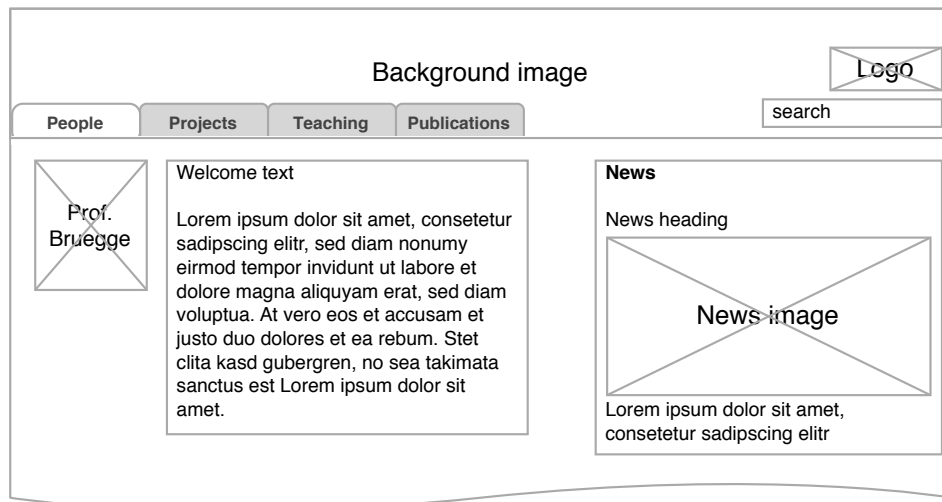 Background image
Logo
search
People
Projects
Teaching
Publications
Prof.
Bruegge
Welcome text
Lorem ipsum dolor sit amet, consetetur
sadipscing elitr, sed diam nonumy
eirmod tempor invidunt ut labore et
dolore magna aliquyam erat, sed diam
voluptua. At vero eos et accusam et
justo duo dolores et ea rebum. Stet
clita kasd gubergren, no sea takimata
sanctus est Lorem ipsum dolor sit
amet.
News
News heading
News image
Lorem ipsum dolor sit amet,
consetetur sadipscing elitr